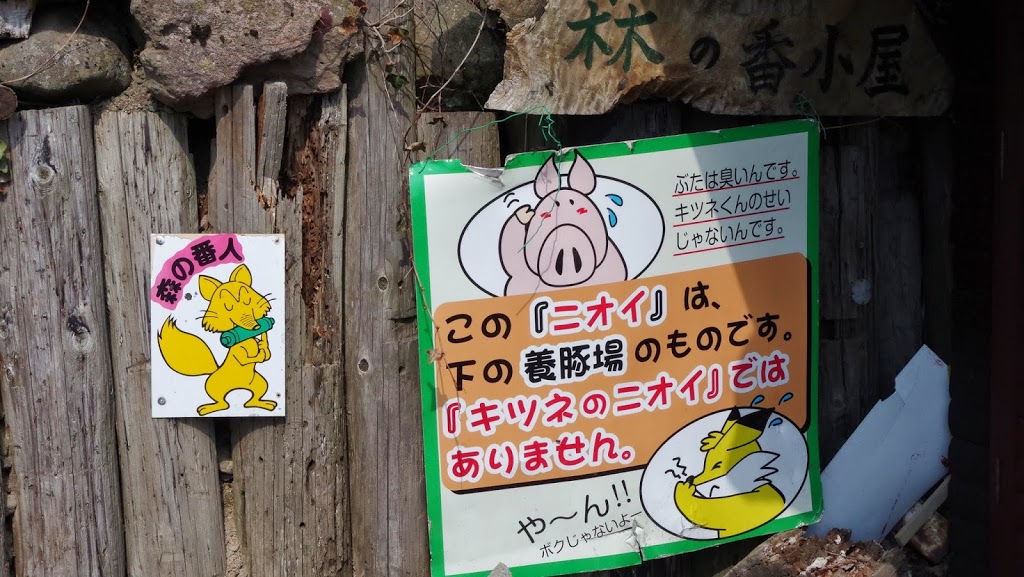 森の番小屋
森の番人
ぶたは臭いんです。
キツネくんのせい
じゃないんです。
この『ニオイ』は、
下の養豚場のものです。
『キツネのニオイ』では
ありません。
や〜ん!!
ボクじゃないよー